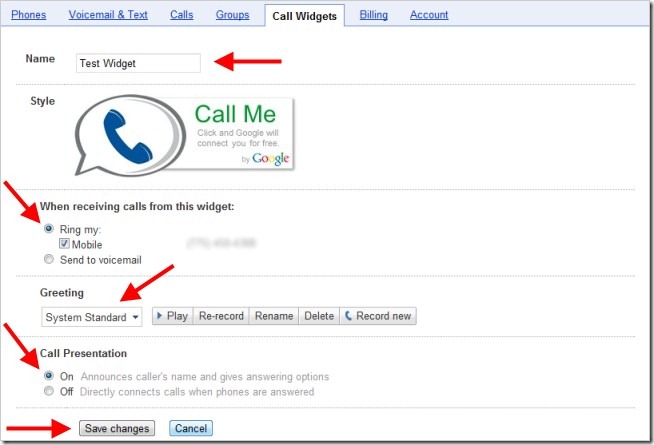 Phones Voicemail & Text Calls Groups Call Widgets Billing Account
Name Test Widget
Style
Call Me
Click and Google will
connect you for free.
by Google
When receiving calls from this widget:
Ring my:
Mobile
Send to voicemail
Greeting
System Standard Play Re-record Rename Delete Record new
Call Presentation
On Announces caller's name and gives answering options
Off Directly connects calls when phones are answered
Save changes Cancel